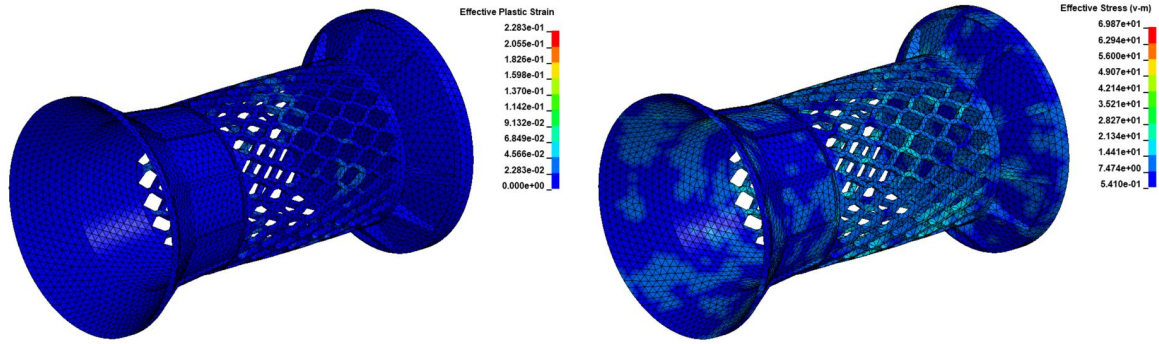 Effective Plastic Strain
2.283e-01
2.055e-01
1.826e-01
1.598e-01
1.370e-01
1.142e-01
9.132e-02
6.849e-02
4.566e-02
2.283e-02
0.000e+00
Effective Stress (v-m)
6.987e+01
6.294e+01
5.600e+01
4.907e+01
4.214e+01
3.521e+01
2.827e+01
2.134e+01
1.441e+01
7.474e+00
5.410e-01